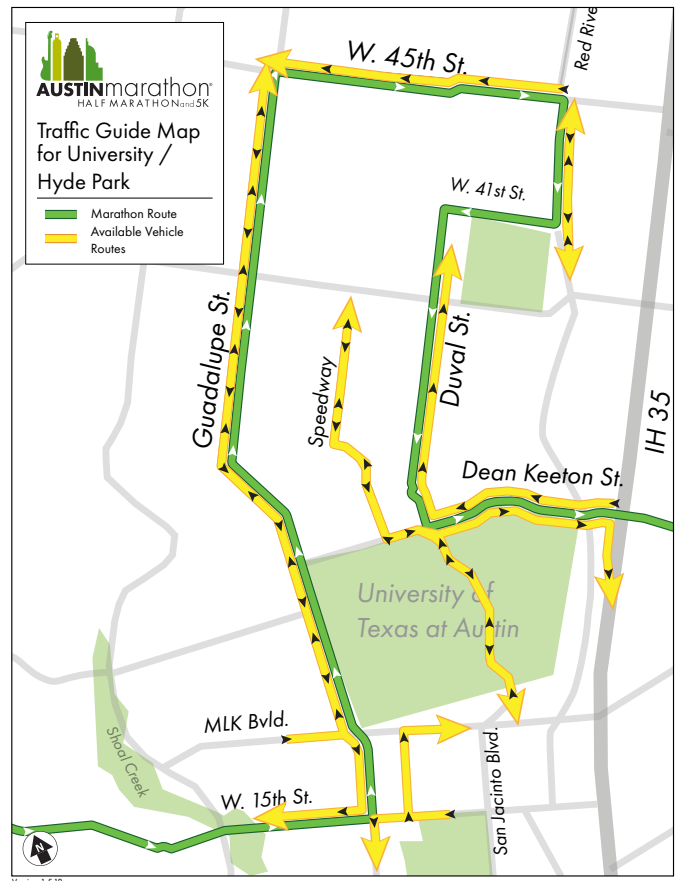 AUSTINmarathon®
HALF MARATHON and 5K
Traffic Guide Map
for University /
Hyde Park
Marathon Route
Available Vehicle
Routes
W. 45th St.
W. 41st St.
Guadalupe St.
Speedway
Duval St.
IH 35
Dean Keeton St.
University of
Texas at Austin
MLK Bvld.
Shoal Creek
W. 15th St.
San Jacinto Blvd.
N